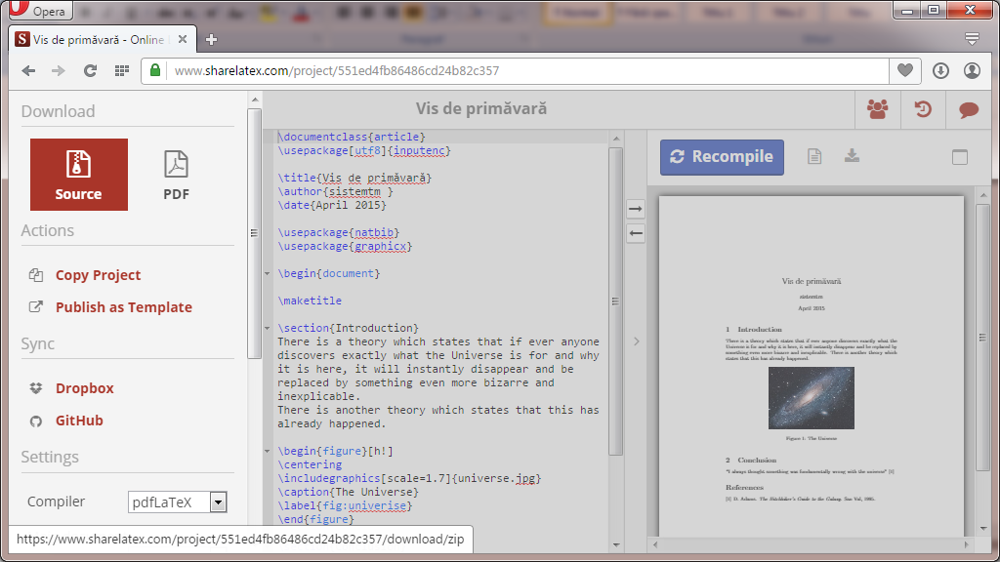 Opera
Vis de primăvară - Online
www.sharelatex.com/project/551ed4fb86486cd24b82c357
Download
Source
PDF
Actions
Copy Project
Publish as Template
Sync
Dropbox
GitHub
Settings
Compiler
pdfLaTeX
https://www.sharelatex.com/project/551ed4fb86486cd24b82c357/download/zip
Vis de primăvară
\documentclass{article}
\usepackage[utf8]{inputenc}
\title{Vis de primăvară}
\author{sistemtm }
\date{April 2015}
\usepackage{natbib}
\usepackage{graphicx}
\begin{document}
\maketitle
\section{Introduction}
There is a theory which states that if ever anyone
discovers exactly what the Universe is for and why
it is here, it will instantly disappear and be
replaced by something even more bizarre and
inexplicable.
There is another theory which states that this has
already happened.
\begin{figure}[h!]
\centering
\includegraphics[scale=1.7]{universe.jpg}
\caption{The Universe}
\label{fig:univerise}
\end{figure}
Recompile
Vis de primăvară
sistemtm
April 2015
1 Introduction
There is a theory which states that if ever anyone discovers exactly what the
Universe is for and why it is here, it will instantly disappear and be replaced by
something even more bizarre and inexplicable. There is another theory which
states that this has already happened.
Figure 1: The Universe
2 Conclusion
"I always thought something was fundamentally wrong with the universe" [1]
References
[1] D. Adams. The Hitchhiker's Guide to the Galaxy. San Val, 1995.